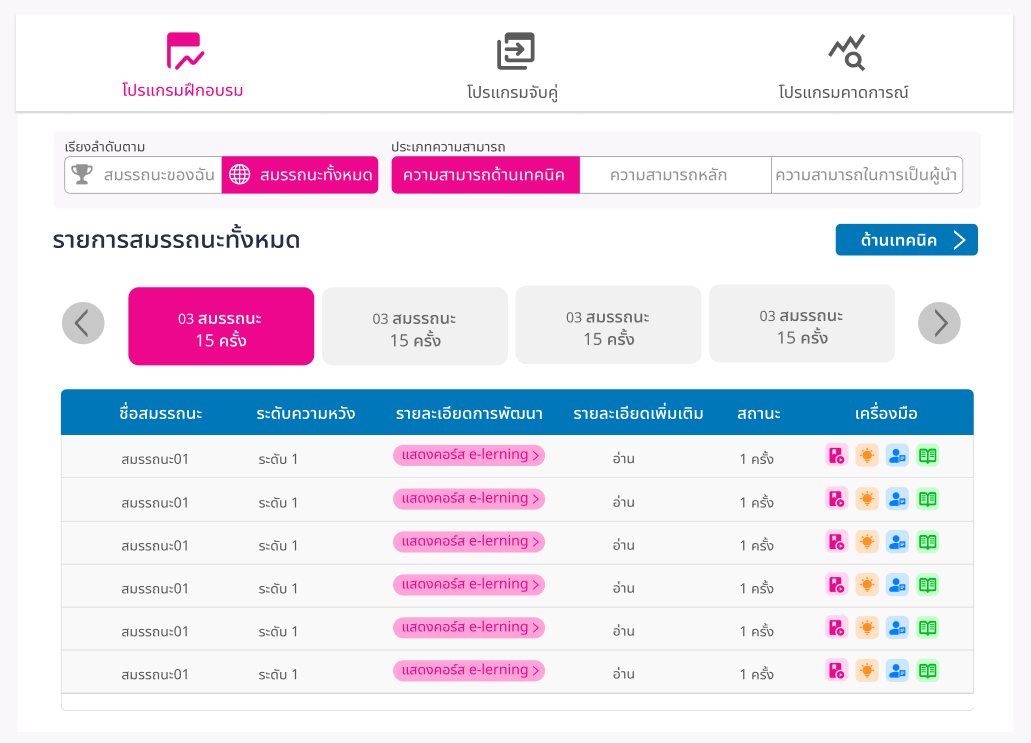 โปรแกรมฝึกอบรม
โปรแกรมจับคู่
โปรแกรมคาดการณ์
เรียงลำดับตาม
ประเภทความสามารถ
สมรรถนะของฉัน
สมรรถนะทั้งหมด
ความสามารถด้านเทคนิค
ความสามารถหลัก
ความสามารถในการเป็นผู้นำ
รายการสมรรถนะทั้งหมด
ด้านเทคนิค
03 สมรรถนะ
15 ครั้ง
03 สมรรถนะ
15 ครั้ง
03 สมรรถนะ
15 ครั้ง
03 สมรรถนะ
15 ครั้ง
ชื่อสมรรถนะ ระดับความหวัง รายละเอียดการพัฒนา รายละเอียดเพิ่มเติม สถานะ เครื่องมือ
สมรรถนะ01 ระดับ 1 แสดงคอร์ส e-lerning อ่าน 1 ครั้ง
สมรรถนะ01 ระดับ 1 แสดงคอร์ส e-lerning อ่าน 1 ครั้ง
สมรรถนะ01 ระดับ 1 แสดงคอร์ส e-lerning อ่าน 1 ครั้ง
สมรรถนะ01 ระดับ 1 แสดงคอร์ส e-lerning อ่าน 1 ครั้ง
สมรรถนะ01 ระดับ 1 แสดงคอร์ส e-lerning อ่าน 1 ครั้ง
สมรรถนะ01 ระดับ 1 แสดงคอร์ส e-lerning อ่าน 1 ครั้ง